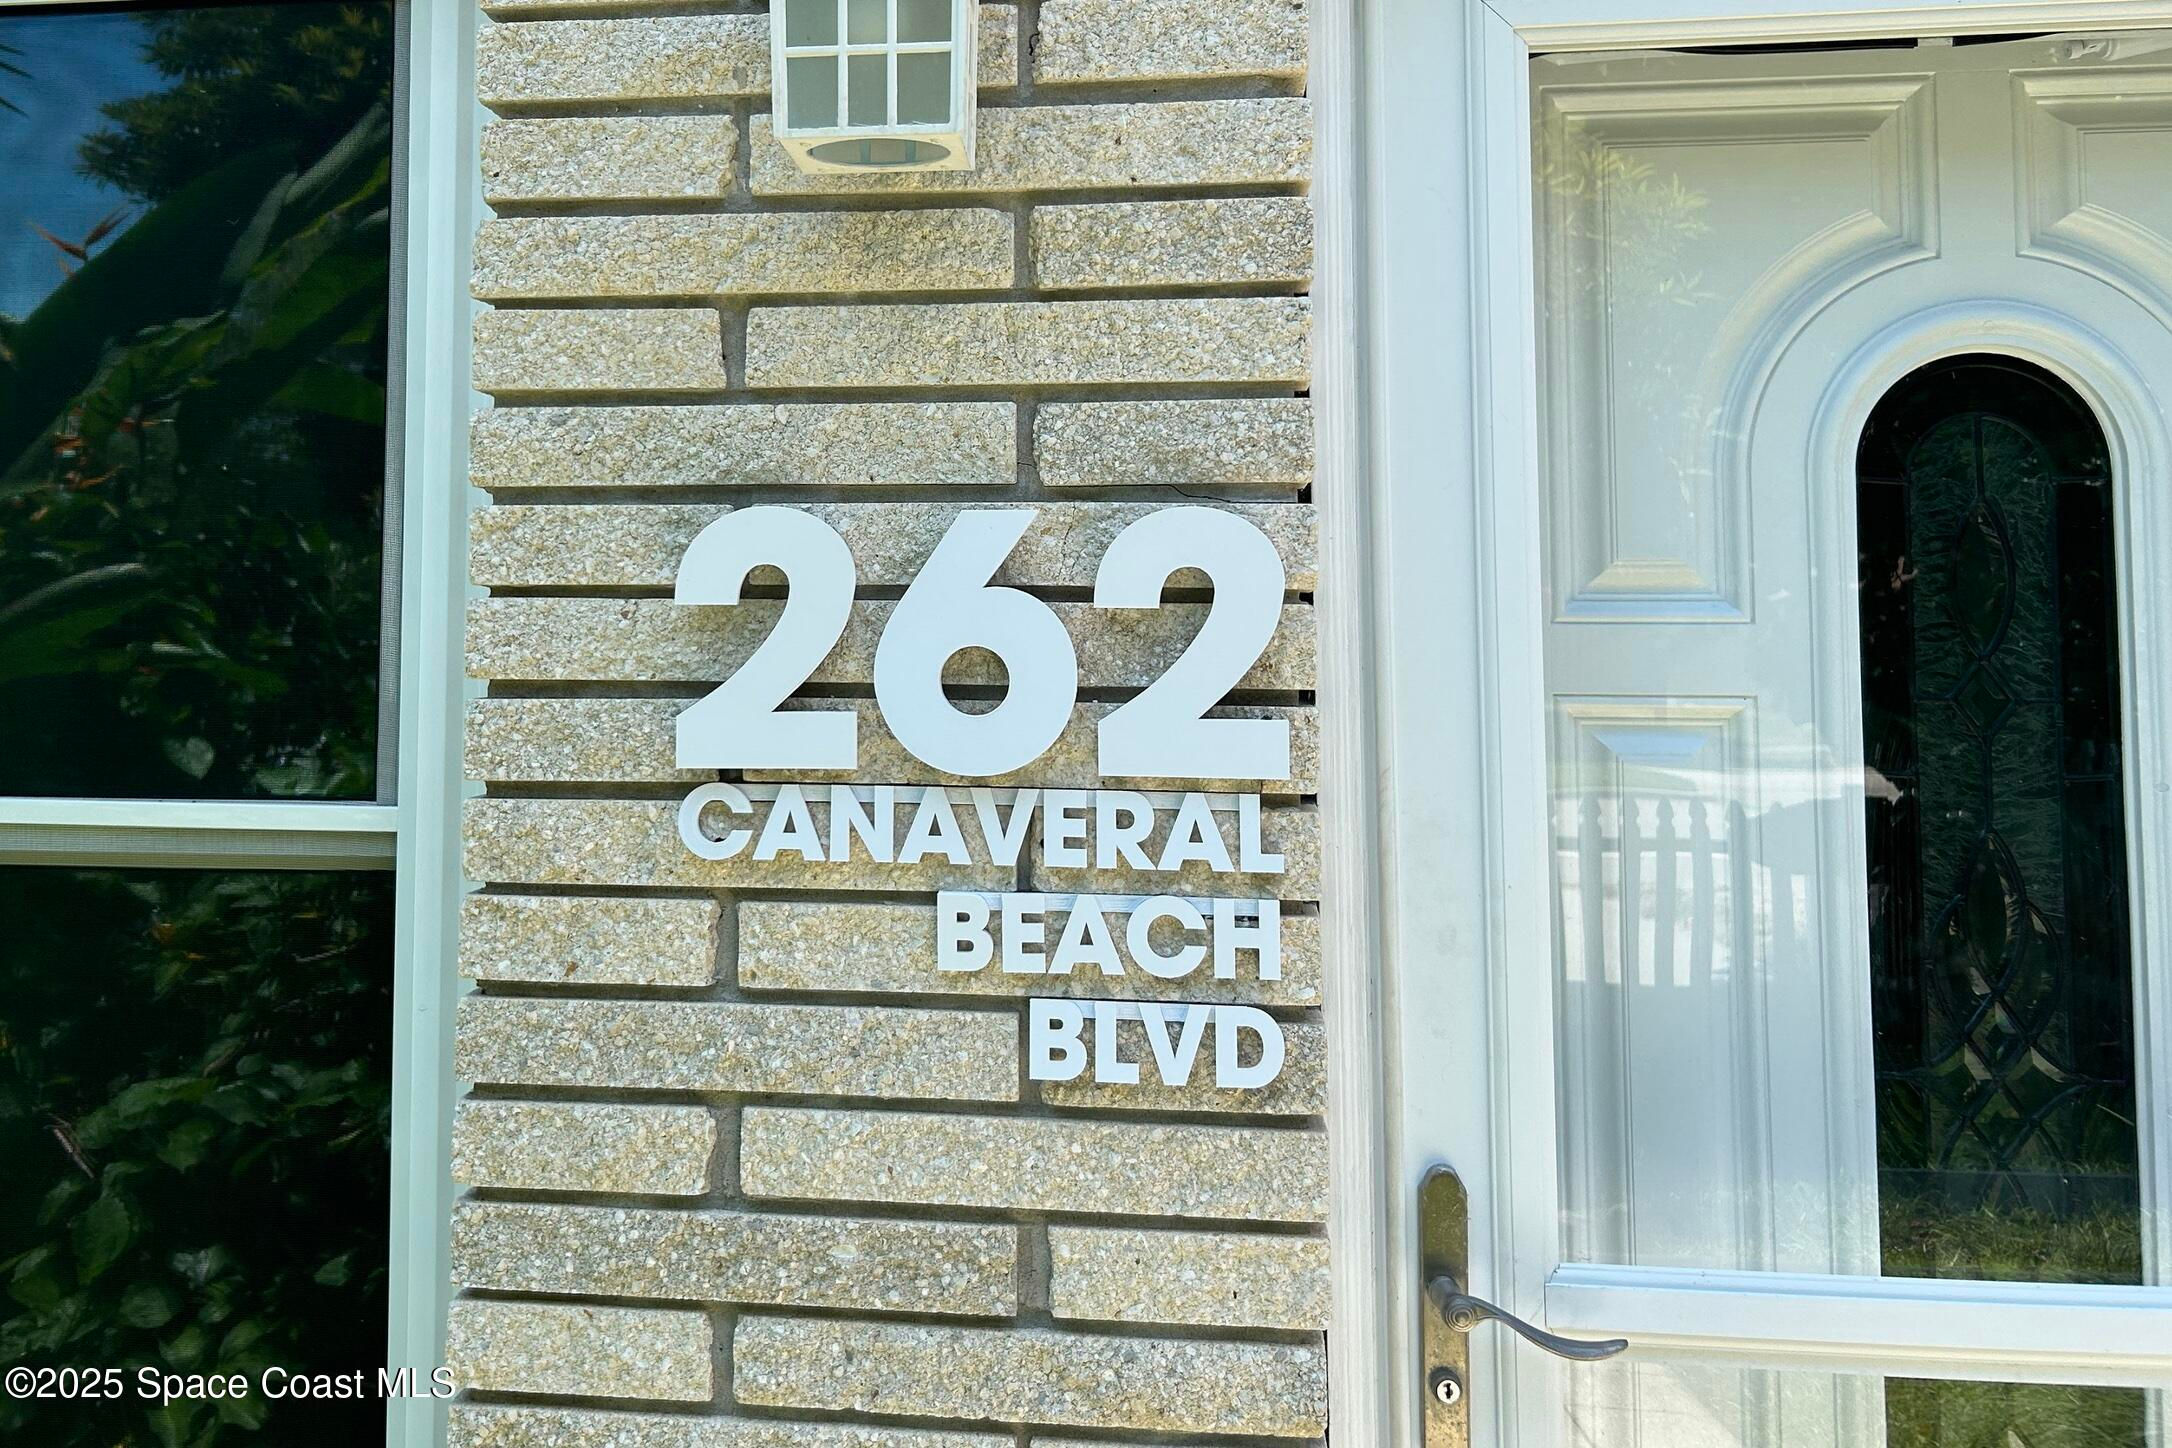 262
CANAVERAL
BEACH
BLVD
©2025 Space Coast MLS